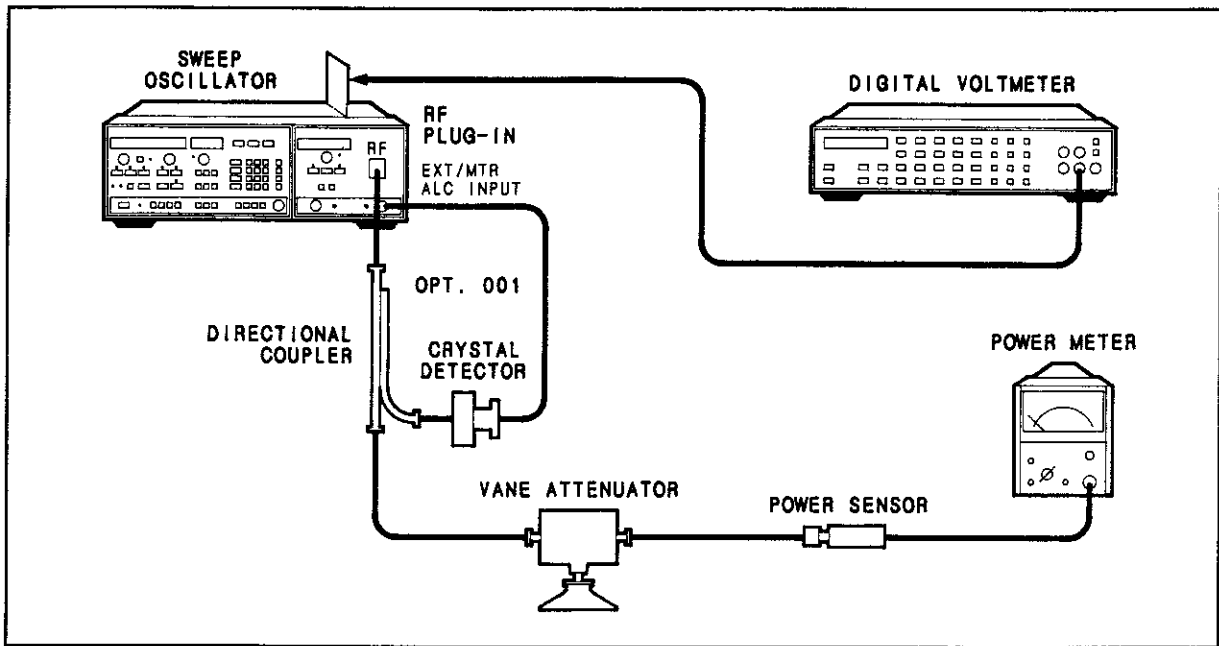 SWEEP
OSCILLATOR
RF
PLUG-IN
RF
EXT/MTR
ALC INPUT
DIGITAL VOLTMETER
OPT. 001
DIRECTIONAL
COUPLER
CRYSTAL
DETECTOR
POWER METER
VANE ATTENUATOR
POWER SENSOR